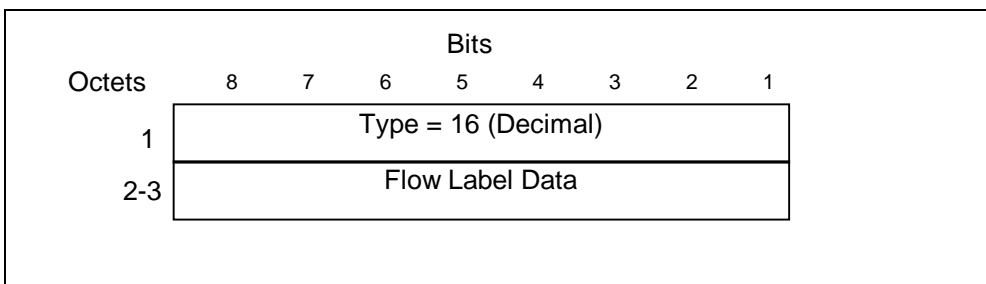 Bits
Octets 8 7 6 5 4 3 2 1
1 Type = 16 (Decimal)
2-3 Flow Label Data